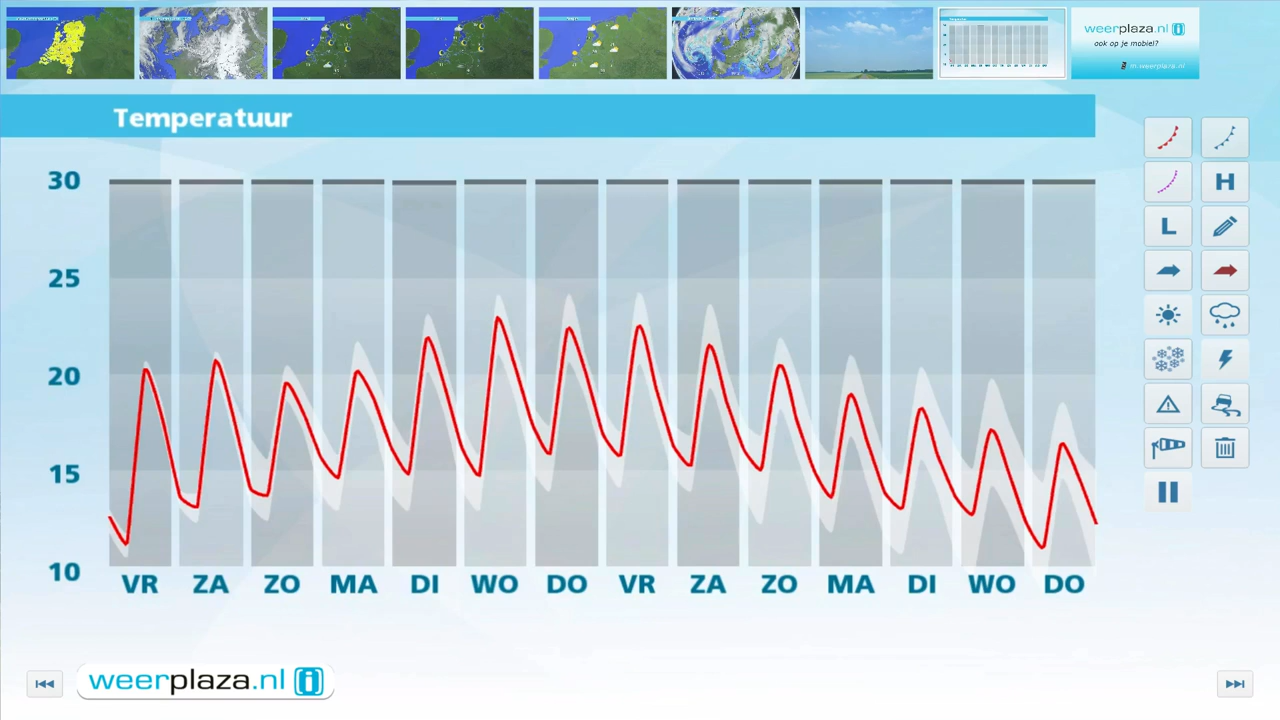 weerplaza.nl
ook op je mobiel?
m.weerplaza.nl
Temperatuur
30
25
20
15
10
VR ZA ZO MA DI WO DO VR ZA ZO MA DI WO DO
H
L
weerplaza.nl